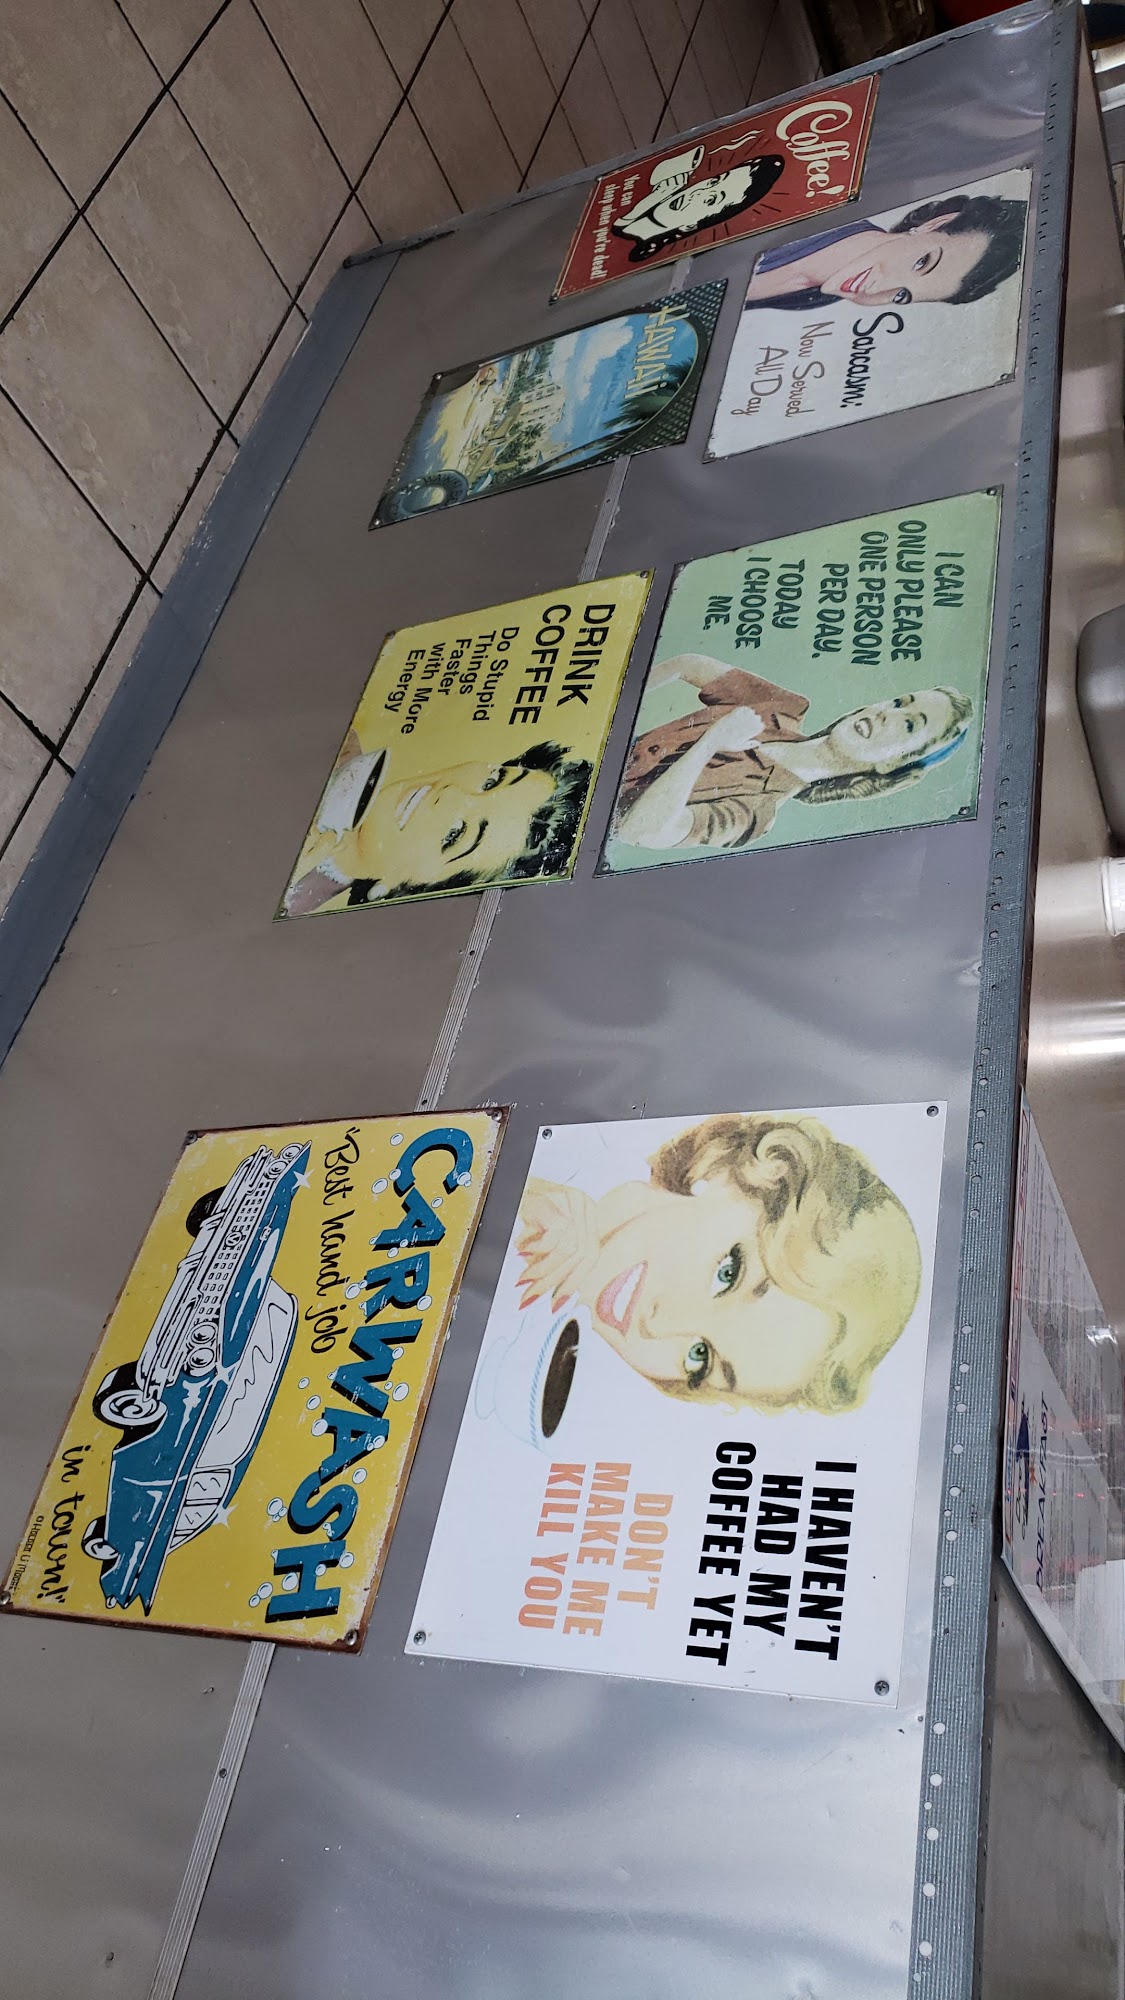 Coffee!
You can
sleep when you're dead!
Sarcasm:
Now Served
All Day
HAWAII
I CAN
ONLY PLEASE
ONE PERSON
PER DAY.
TODAY
I CHOOSE
ME.
DRINK
COFFEE
Do Stupid
Things
Faster
with More
Energy
I HAVEN'T
HAD MY
COFFEE YET
DON'T
MAKE ME
KILL YOU
CARWASH
"Best hand job
in town!"